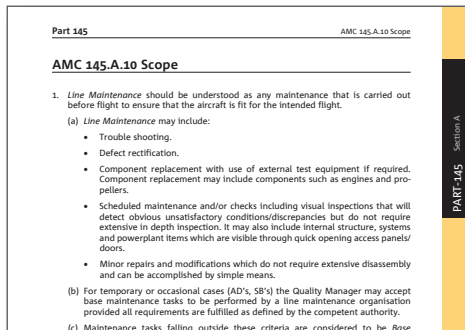 Part 145 AMC 145.A.10 Scope
AMC 145.A.10 Scope
1. Line Maintenance should be understood as any maintenance that is carried out
before flight to ensure that the aircraft is fit for the intended flight.
(a) Line Maintenance may include:
• Trouble shooting.
• Defect rectification.
• Component replacement with use of external test equipment if required.
Component replacement may include components such as engines and pro-
pellers.
• Scheduled maintenance and/or checks including visual inspections that will
detect obvious unsatisfactory conditions/discrepancies but do not require
extensive in depth inspection. It may also include internal structure, systems
and powerplant items which are visible through quick opening access panels/
doors.
• Minor repairs and modifications which do not require extensive disassembly
and can be accomplished by simple means.
(b) For temporary or occasional cases (AD's, SB's) the Quality Manager may accept
base maintenance tasks to be performed by a line maintenance organisation
provided all requirements are fulfilled as defined by the competent authority.
(c) Maintenance tasks falling outside these criteria are considered to be Base
PART-145 Section A